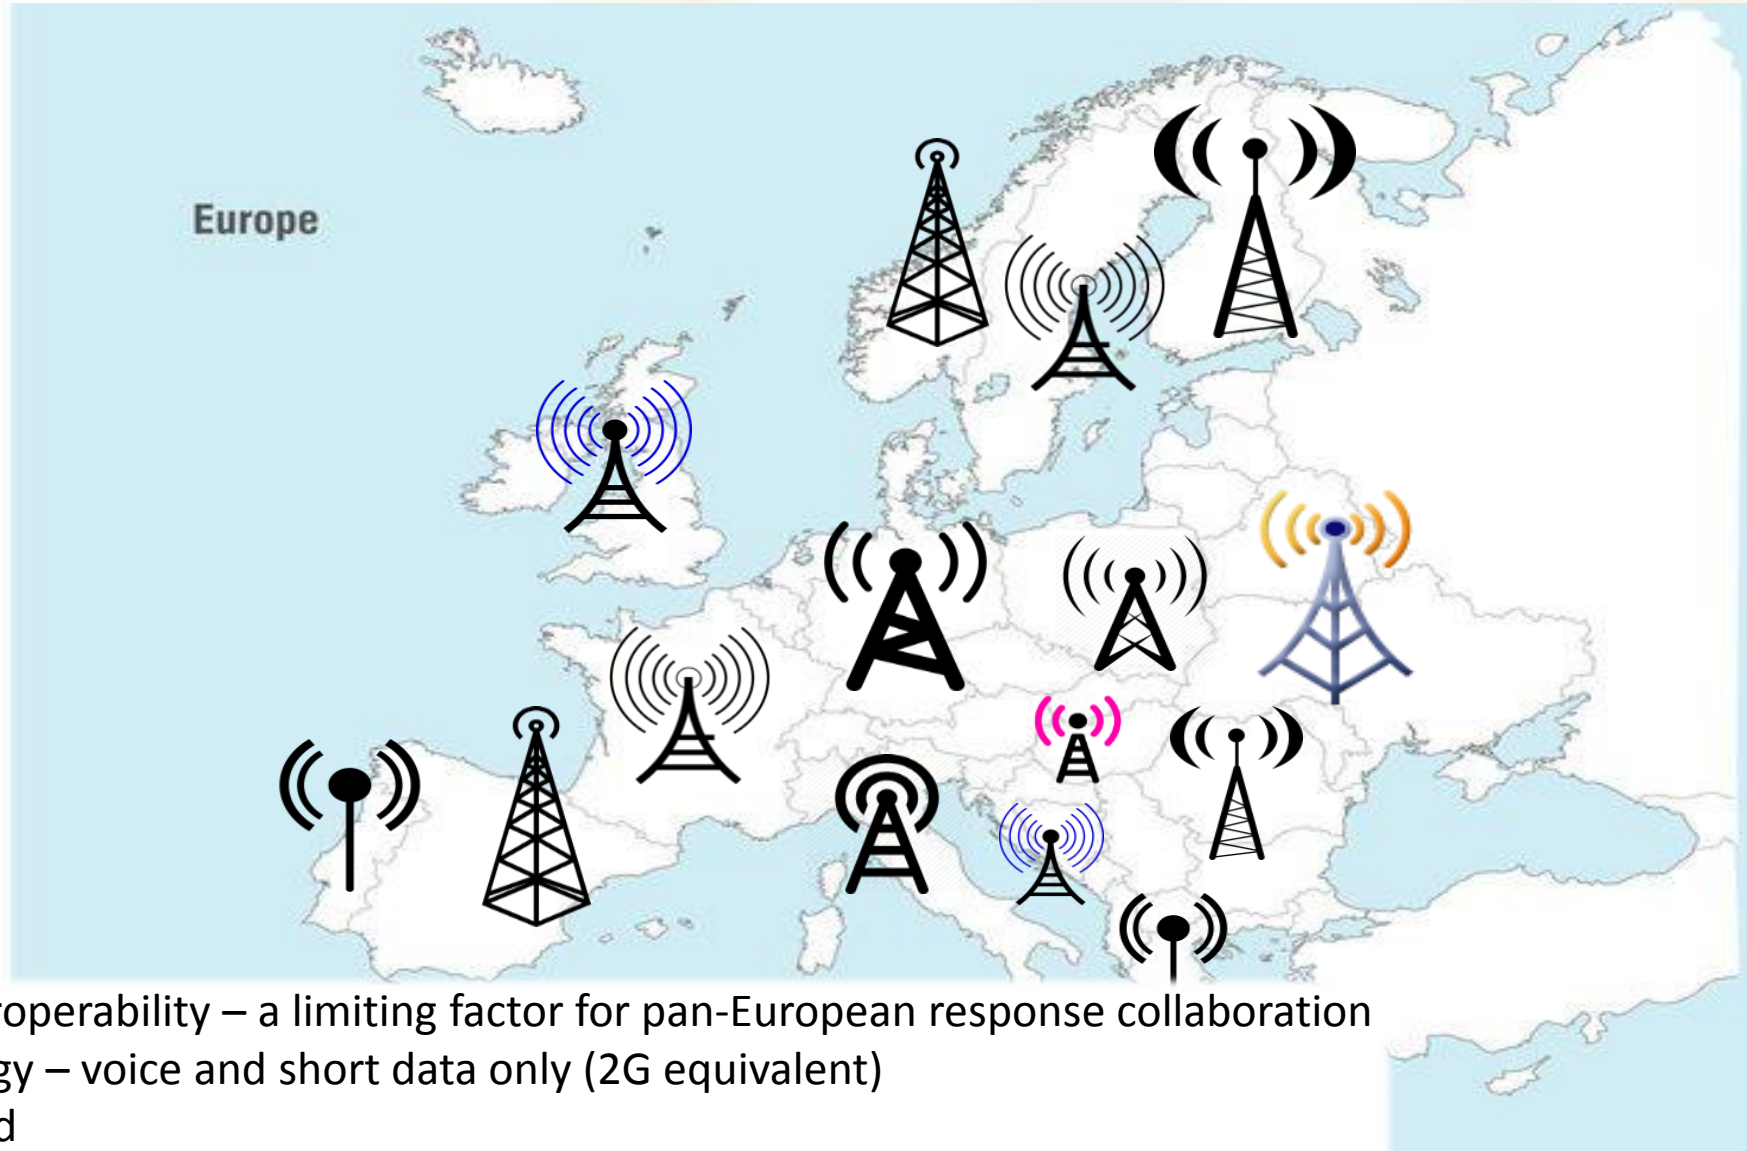 Europe
roperability – a limiting factor for pan-European response collaboration
gy – voice and short data only (2G equivalent)
d